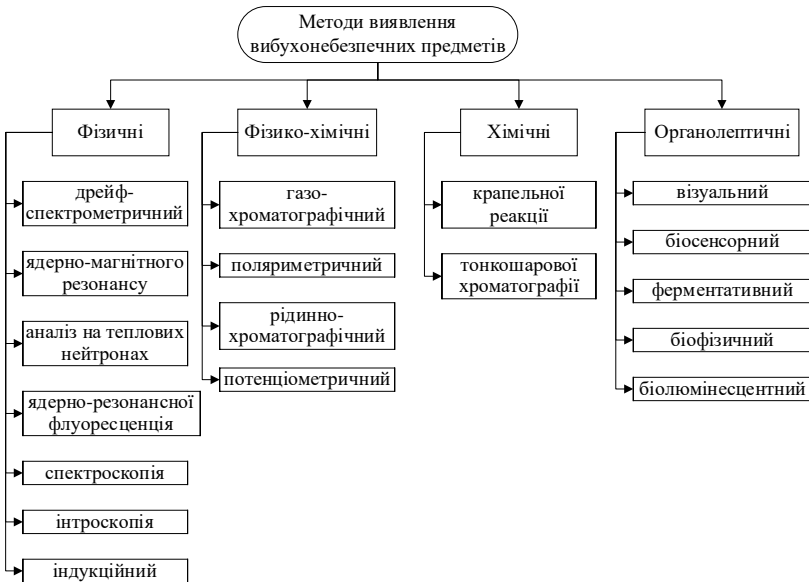 Методи виявлення
вибухонебезпечних предметів
Фізичні
дрейф-
спектрометричний
ядерно-магнітного
резонансу
аналіз на теплових
нейтронах
ядерно-резонансної
флуоресценція
спектроскопія
інтроскопія
індукційний
Фізико-хімічні
газо-
хроматографічний
поляриметричний
рідинно-
хроматографічний
потенціометричний
Хімічні
крапельної
реакції
тонкошарової
хроматографії
Органолептичні
візуальний
біосенсорний
ферментативний
біофізичний
біолюмінесцентний